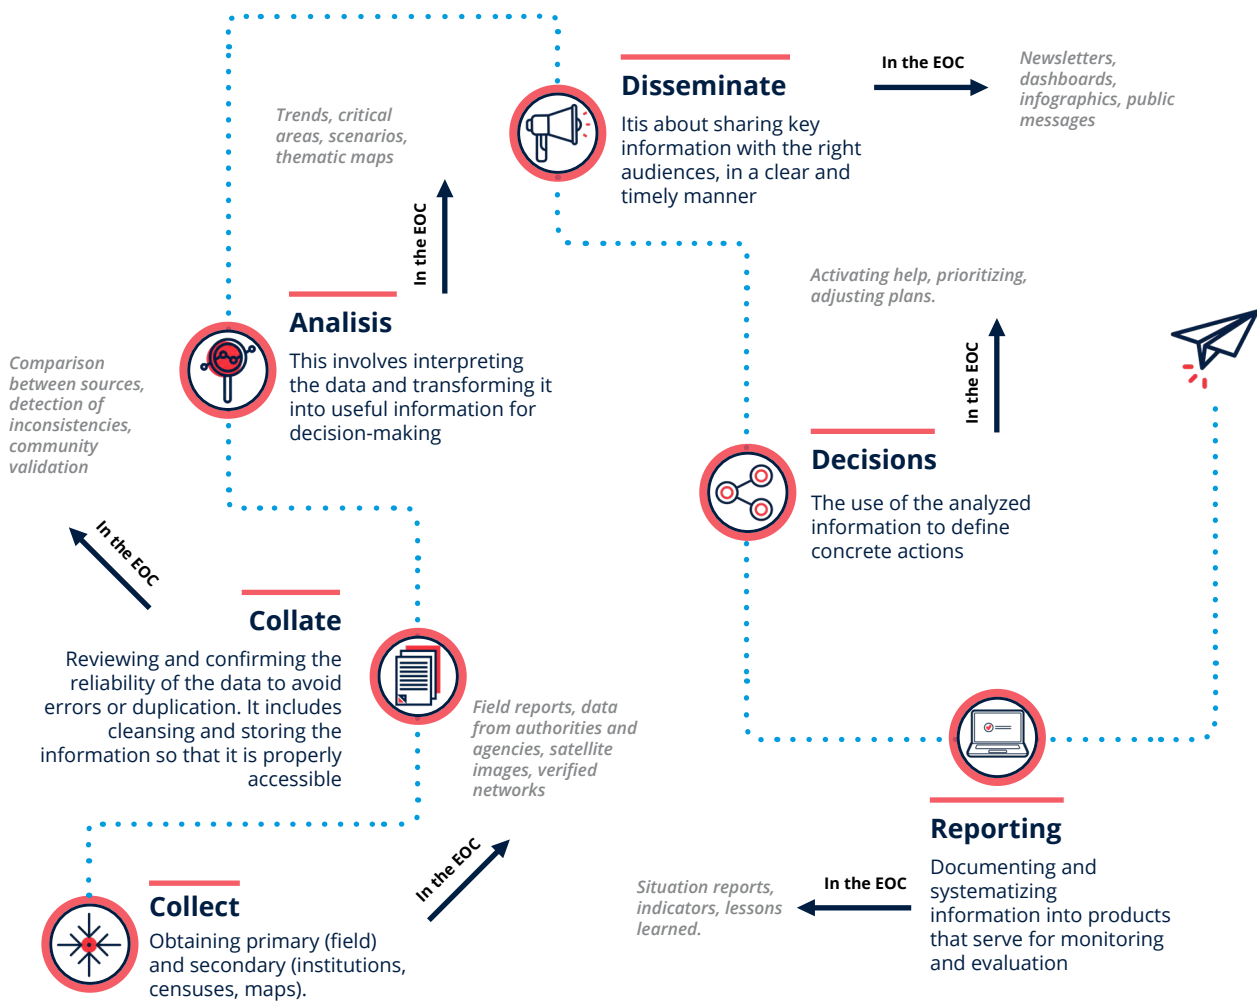 Disseminate
Itis about sharing key
information with the right
audiences, in a clear and
timely manner
In the EOC
Newsletters,
dashboards,
infographics, public
messages
Trends, critical
areas, scenarios,
thematic maps
In the EOC
Analisis
This involves interpreting
the data and transforming it
into useful information for
decision-making
Activating help, prioritizing,
adjusting plans.
In the EOC
Decisions
The use of the analyzed
information to define
concrete actions
Comparison
between sources,
detection of
inconsistencies,
community
validation
In the EOC
Collate
Reviewing and confirming the
reliability of the data to avoid
errors or duplication. It includes
cleansing and storing the
information so that it is properly
accessible
Field reports, data
from authorities and
agencies, satellite
images, verified
networks
In the EOC
Collect
Obtaining primary (field)
and secondary (institutions,
censuses, maps).
Reporting
Documenting and
systematizing
information into products
that serve for monitoring
and evaluation
In the EOC
Situation reports,
indicators, lessons
learned.